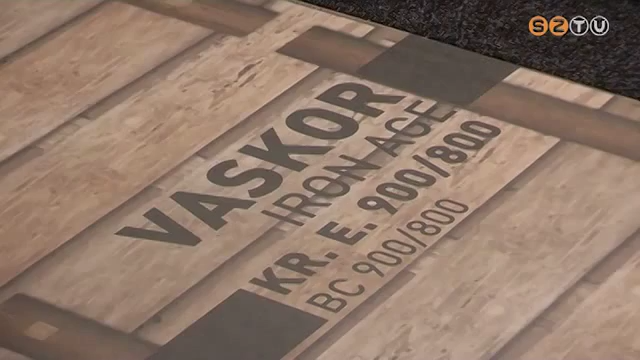 SZTV
VASKOR
IRON AGE
KR. E. 900/800
BC 900/800